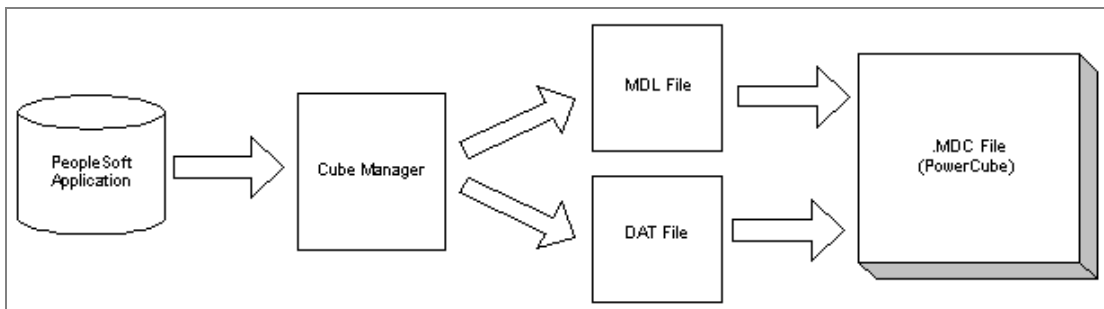 PeopleSoft
Application
Cube Manager
MDL File
DAT File
.MDC File
(PowerCube)